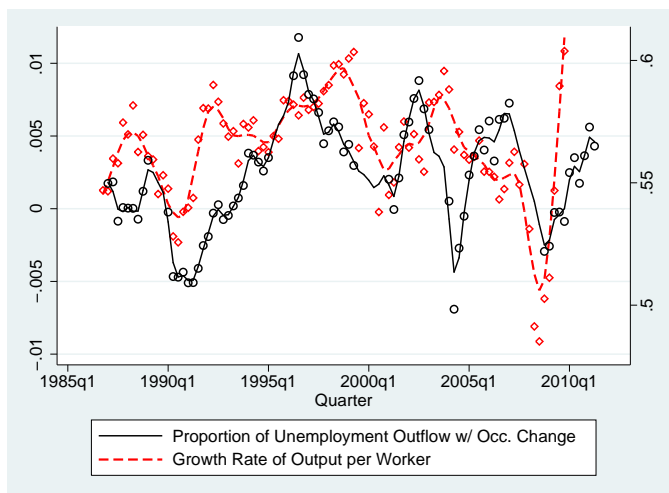 .01
.005
0
-.005
-.01
.6
.55
.5
1985q1 1990q1 1995q1 2000q1 2005q1 2010q1
Quarter
Proportion of Unemployment Outflow w/ Occ. Change
Growth Rate of Output per Worker